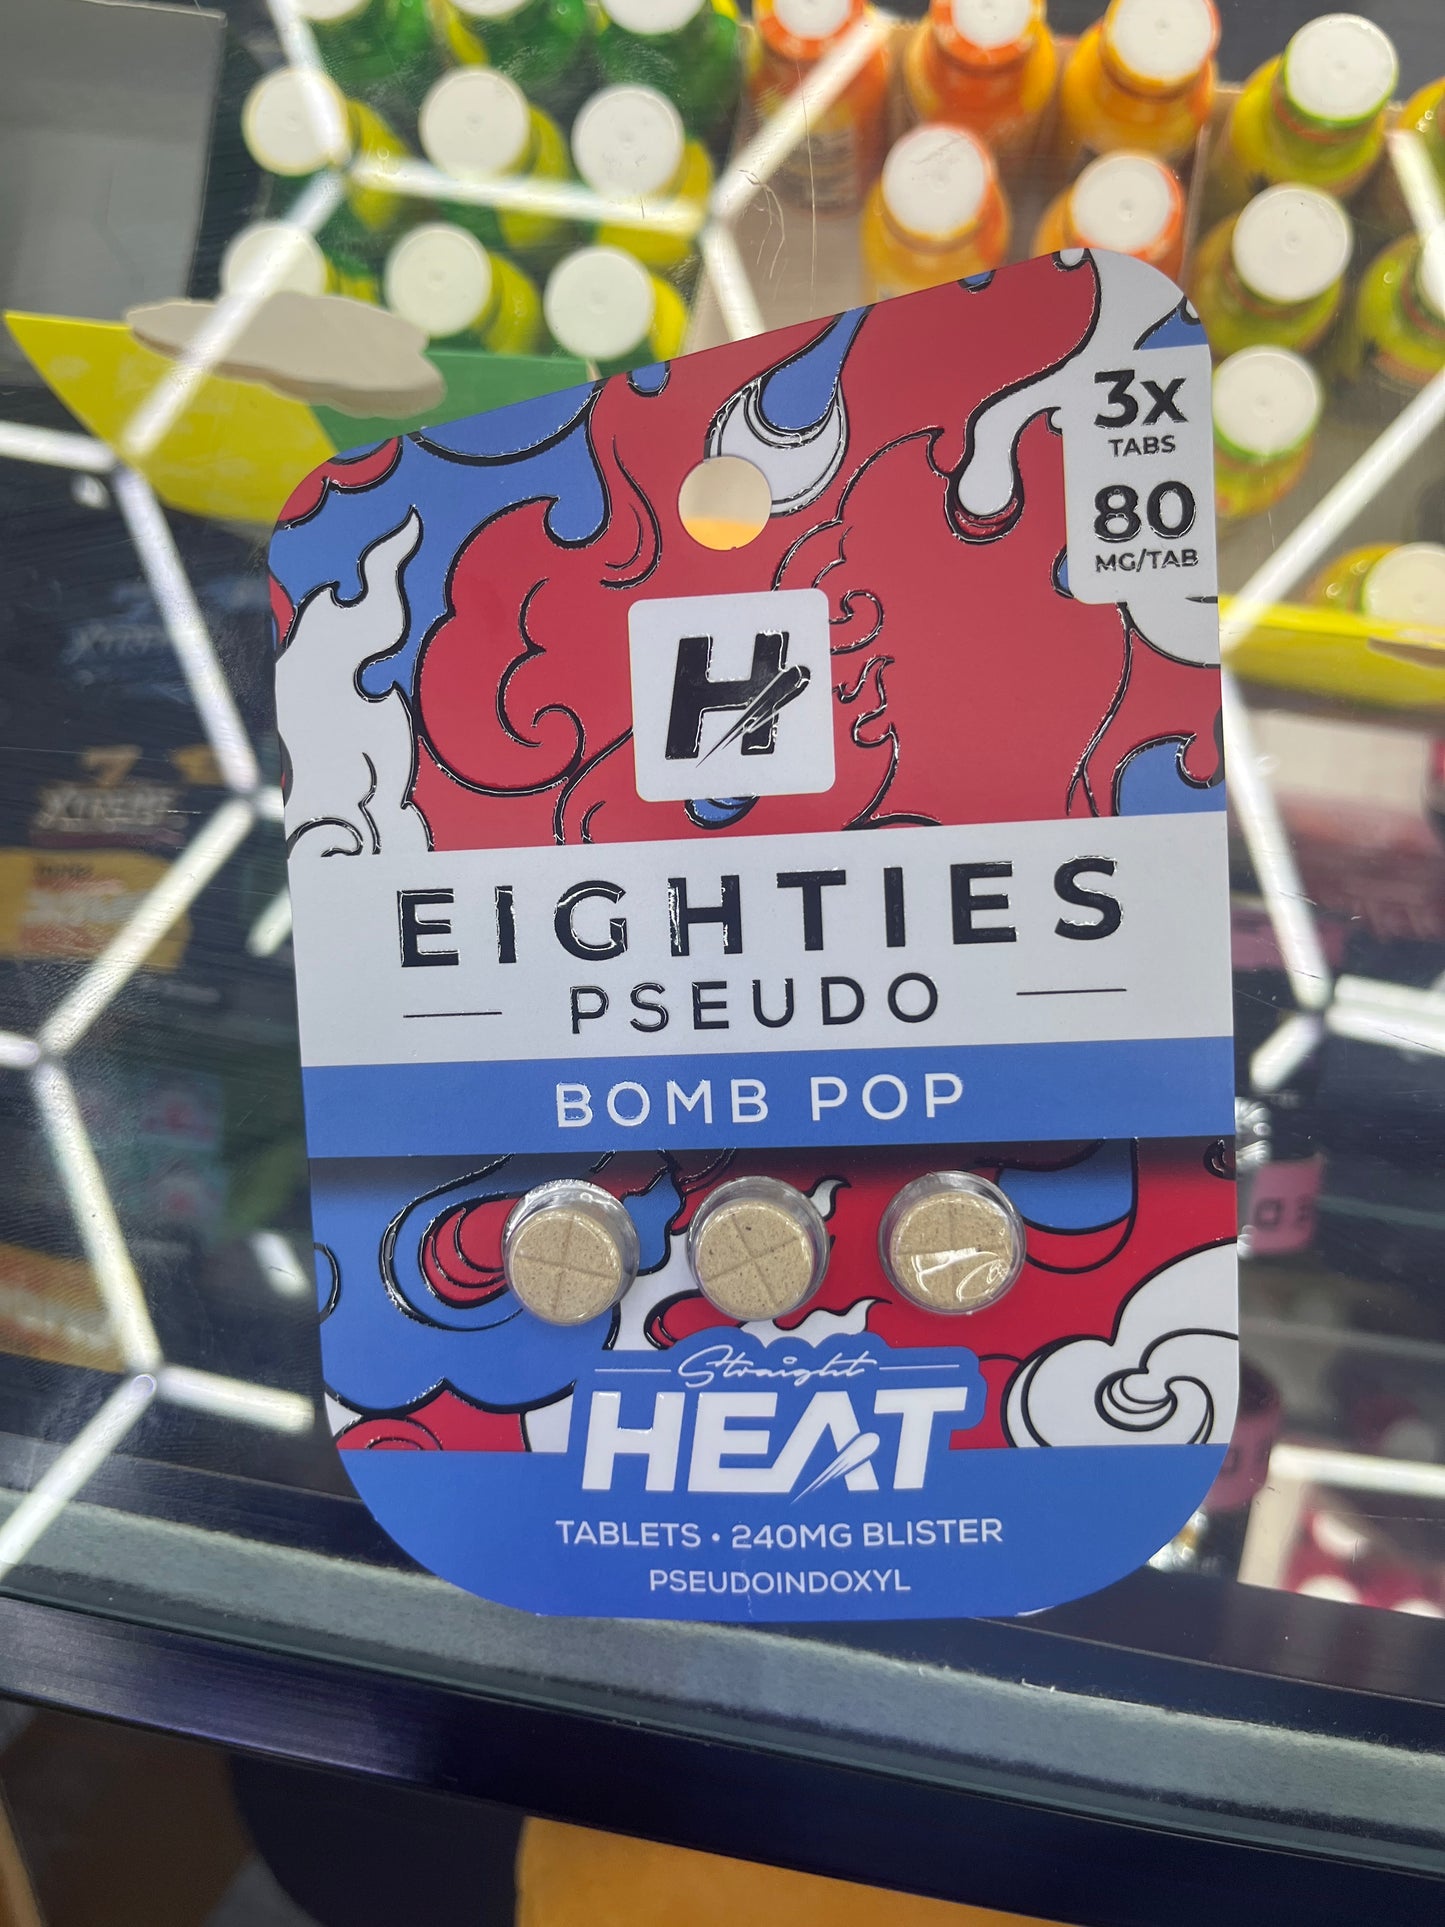 3x
TABS
80
MG/TAB
H
EIGHTIES
PSEUDO
BOMB POP
Straight
HEAT
TABLETS • 240MG BLISTER
PSEUDOINDOXYL